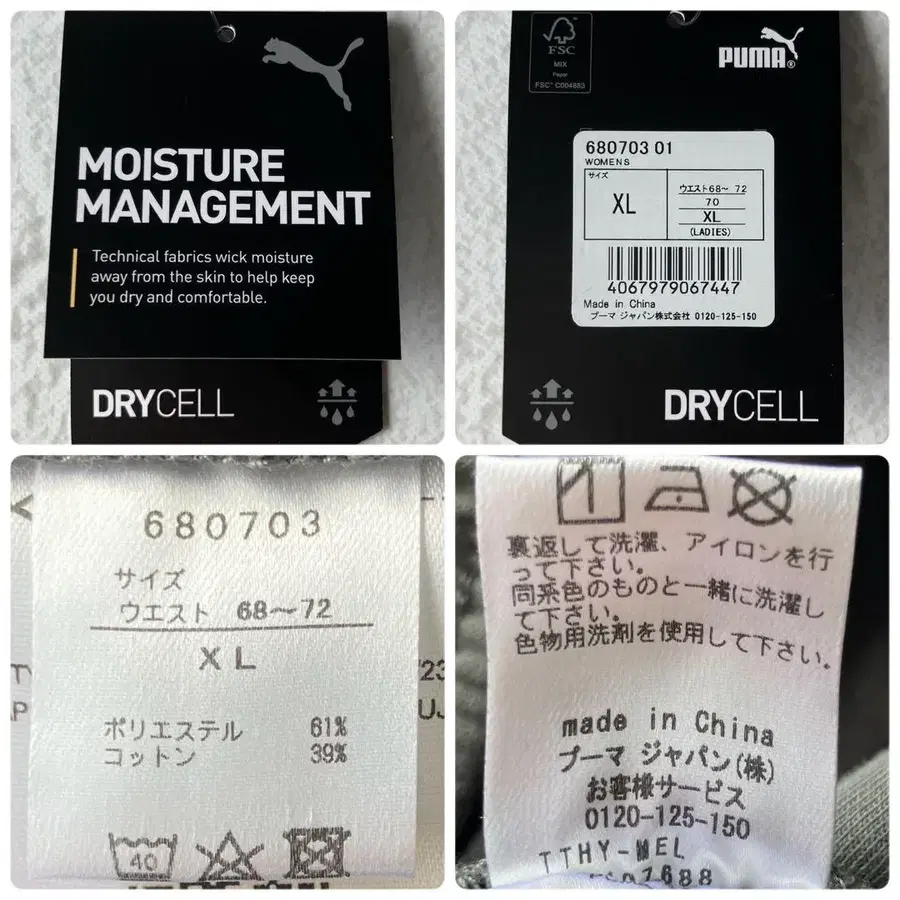 MOISTURE
MANAGEMENT
Technical fabrics wick moisture
away from the skin to help keep
you dry and comfortable.
DRYCELL
FSC
MIX
Paper
FSC™ C004883
PUMA®
680703 01
WOMENS
サイズ
XL
ウエスト68～ 72
70
XL
(LADIES)
4067979067447
Made in China
プーマ ジャパン株式会社 0120-125-150
DRYCELL
680703
サイズ
ウエスト 68～72
XL
ポリエステル 61%
コットン 39%
40
裏返して洗濯、アイロンを行
って下さい。
同系色のものと一緒に洗濯し
て下さい。
色物用洗剤を使用して下さい。
made in China
プーマ ジャパン(株)
お客様サービス
0120-125-150
TTHY-MEL